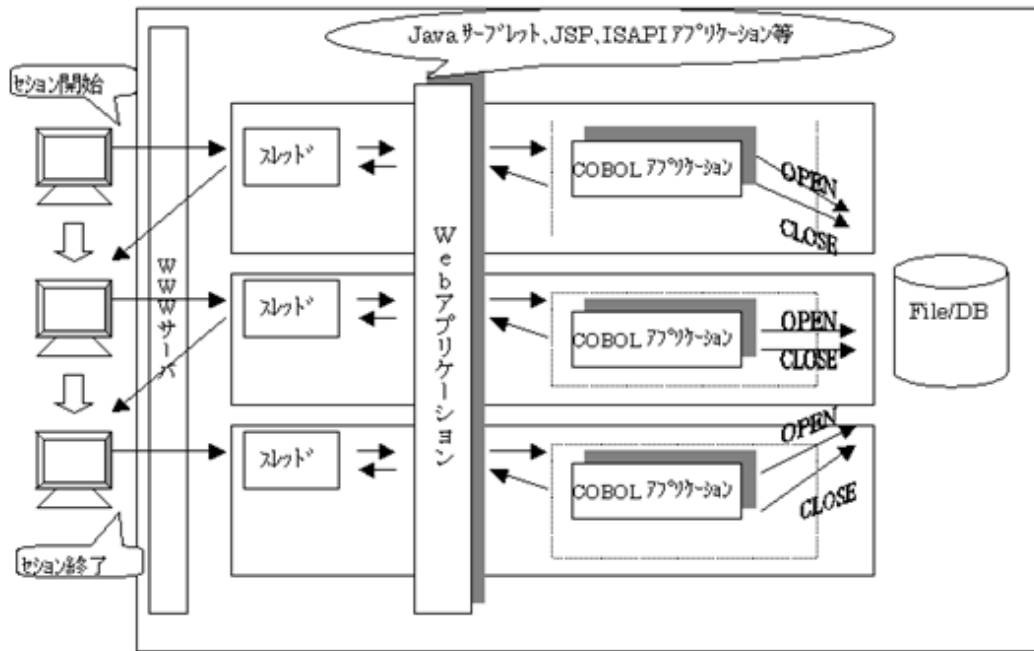 Javaサーブレット、JSP、ISAPIアプリケーション等
セション開始
スレッド
COBOLアプリケーション
OPEN
CLOSE
WWWサーバ
Webアプリケーション
スレッド
COBOLアプリケーション
OPEN
CLOSE
File/DB
スレッド
COBOLアプリケーション
OPEN
CLOSE
セション終了